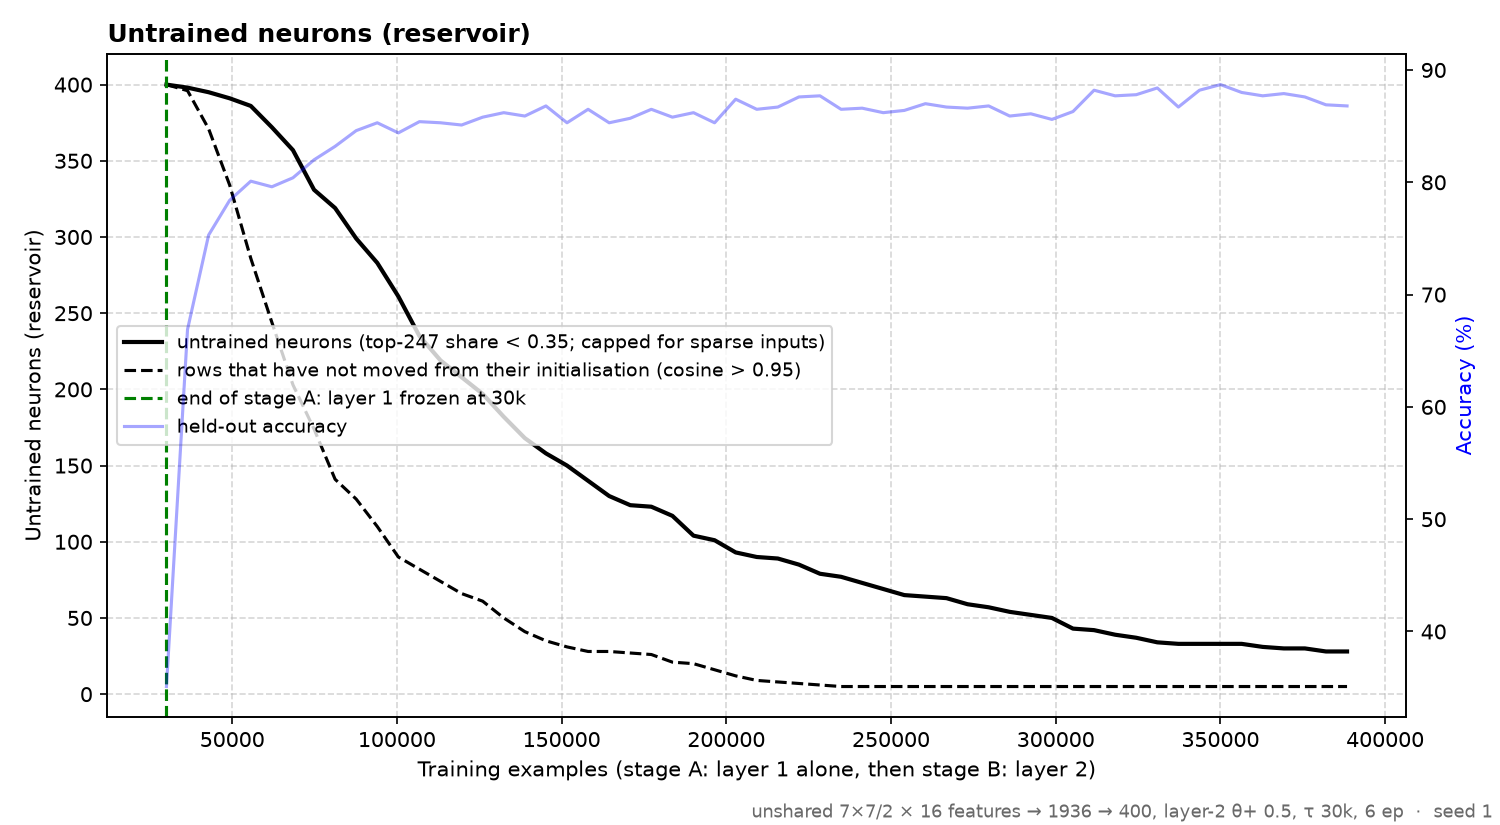 Untrained neurons (reservoir)
400
350
300
250
200
150
100
50
0
Untrained neurons (reservoir)
90
80
70
60
50
40
Accuracy (%)
untrained neurons (top-247 share < 0.35; capped for sparse inputs)
rows that have not moved from their initialisation (cosine > 0.95)
end of stage A: layer 1 frozen at 30k
held-out accuracy
50000 100000 150000 200000 250000 300000 350000 400000
Training examples (stage A: layer 1 alone, then stage B: layer 2)
unshared 7×7/2 × 16 features → 1936 → 400, layer-2 θ+ 0.5, τ 30k, 6 ep · seed 1